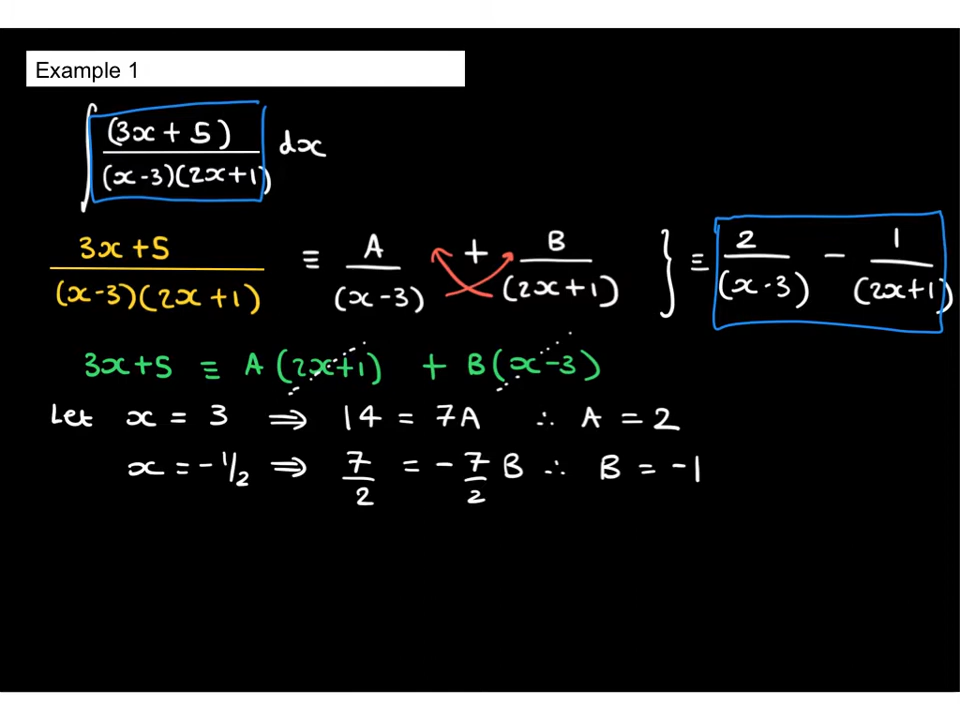 Example 1
∫ (3x + 5) / (x-3)(2x+1) dx
3x+5 / (x-3)(2x+1) ≡ A / (x-3) + B / (2x+1) } ≡ 2 / (x-3) - 1 / (2x+1)
3x+5 ≡ A(2x+1) + B(x-3)
Let x = 3 ⇒ 14 = 7A ∴ A = 2
x = -1/2 ⇒ 7/2 = -7/2 B ∴ B = -1